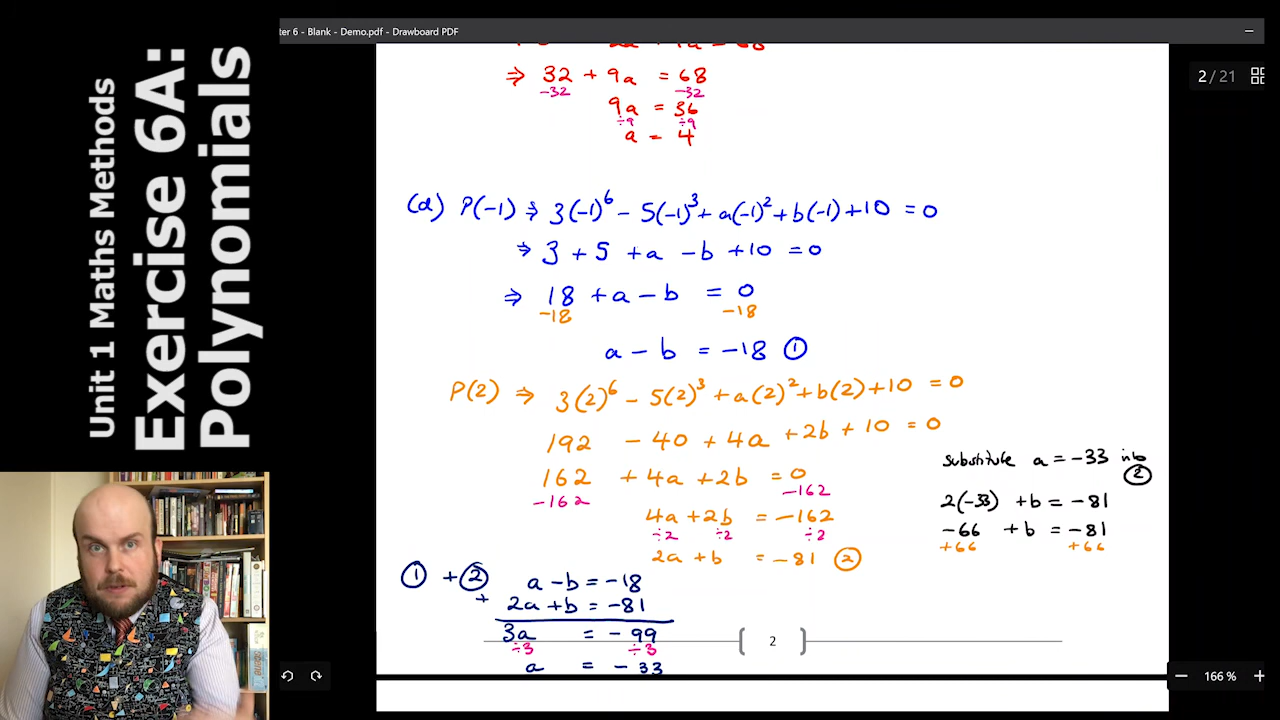 Unit 1 Maths Methods
Exercise 6A:
Polynomials
ter 6 - Blank - Demo.pdf - Drawboard PDF
2 / 21
⇒ 32 + 9a = 68
-32 -32
9a = 36
÷9 ÷9
a = 4
(d) P(-1) ⇒ 3(-1)⁶ - 5(-1)³ + a(-1)² + b(-1) + 10 = 0
⇒ 3 + 5 + a - b + 10 = 0
⇒ 18 + a - b = 0
-18 -18
a - b = -18 ①
P(2) ⇒ 3(2)⁶ - 5(2)³ + a(2)² + b(2) + 10 = 0
192 - 40 + 4a + 2b + 10 = 0
162 + 4a + 2b = 0
-162 -162
4a + 2b = -162
÷2 ÷2 ÷2
2a + b = -81 ②
substitute a = -33 into
②
2(-33) + b = -81
-66 + b = -81
+66 +66
① + ② a - b = -18
+ 2a + b = -81
3a = -99
÷3 ÷3
a = -33
2
166 %